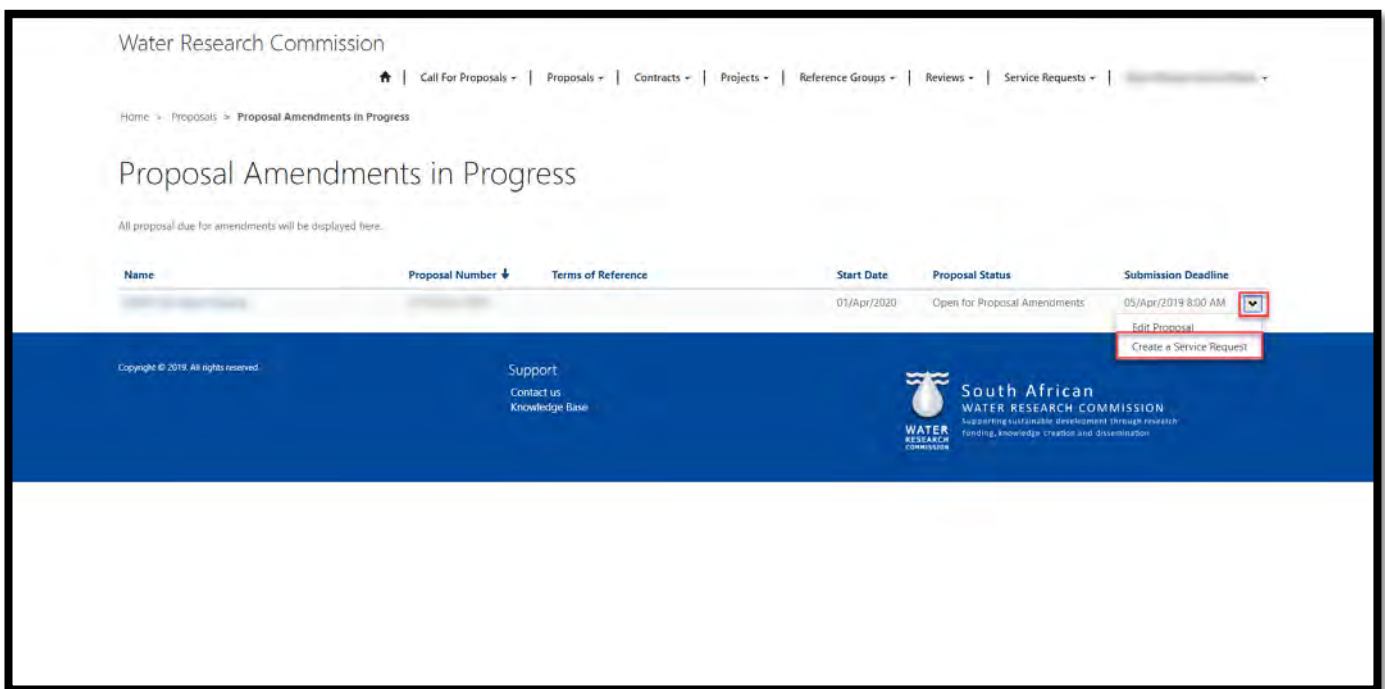 Water Research Commission
Call For Proposals | Proposals | Contracts | Projects | Reference Groups | Reviews | Service Requests |
Home > Proposals > Proposal Amendments in Progress
Proposal Amendments in Progress
All proposal due for amendments will be displayed here.
Name Proposal Number Terms of Reference Start Date Proposal Status Submission Deadline
01/Apr/2020 Open for Proposal Amendments 05/Apr/2019 8:00 AM
Edit Proposal
Create a Service Request
Copyright © 2019. All rights reserved.
Support
Contact us
Knowledge Base
WATER
RESEARCH
COMMISSION
South African
WATER RESEARCH COMMISSION
Supporting sustainable development through research
funding, knowledge creation and dissemination